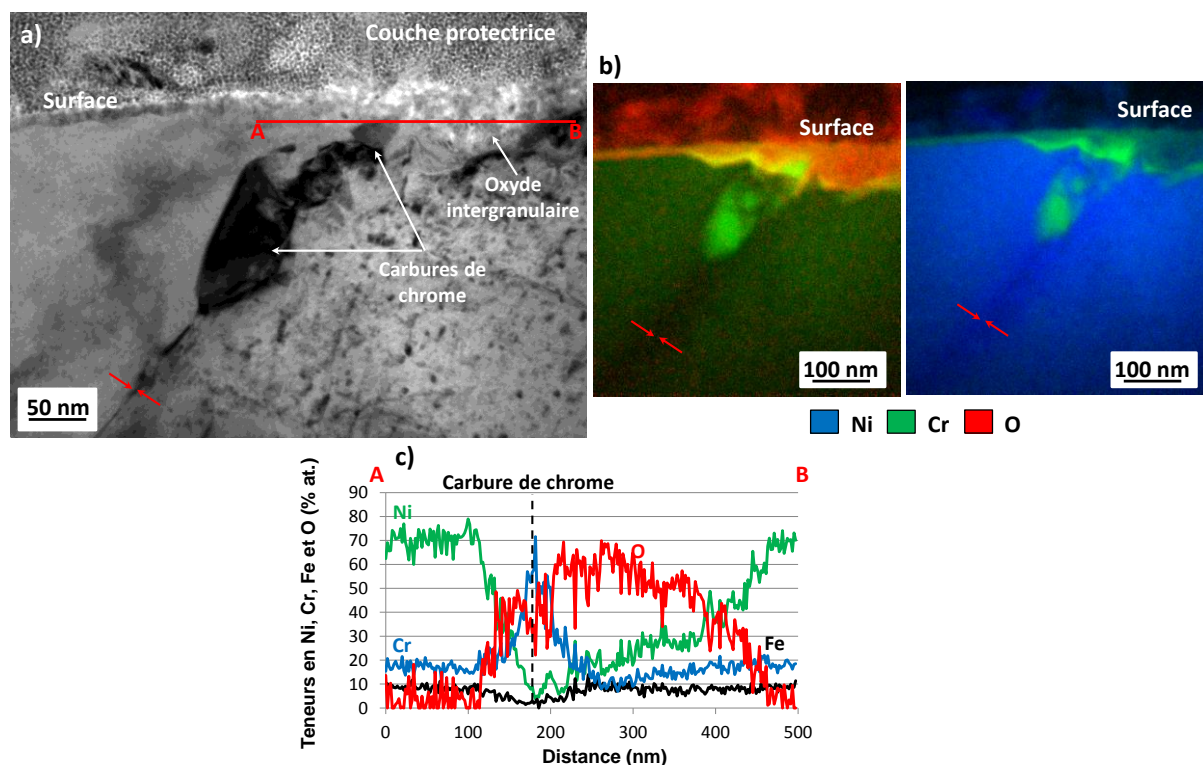 a)
Couche protectrice
Surface
A
B
Oxyde
intergranulaire
Carbures de
chrome
50 nm
b)
Surface
100 nm
Surface
100 nm
Ni
Cr
O
c)
A
B
Carbure de chrome
Teneurs en Ni, Cr, Fe et O (% at.)
90
80
70
60
50
40
30
20
10
0
Ni
O
Cr
Fe
0
100
200
300
400
500
Distance (nm)